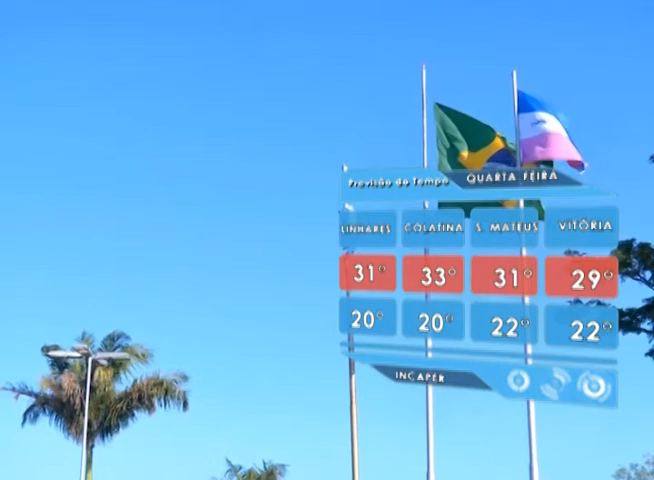 Previsão do Tempo QUARTA FEIRA
LINHARES COLATINA S. MATEUS VITÓRIA
31° 33° 31° 29°
20° 20° 22° 22°
INCAPER